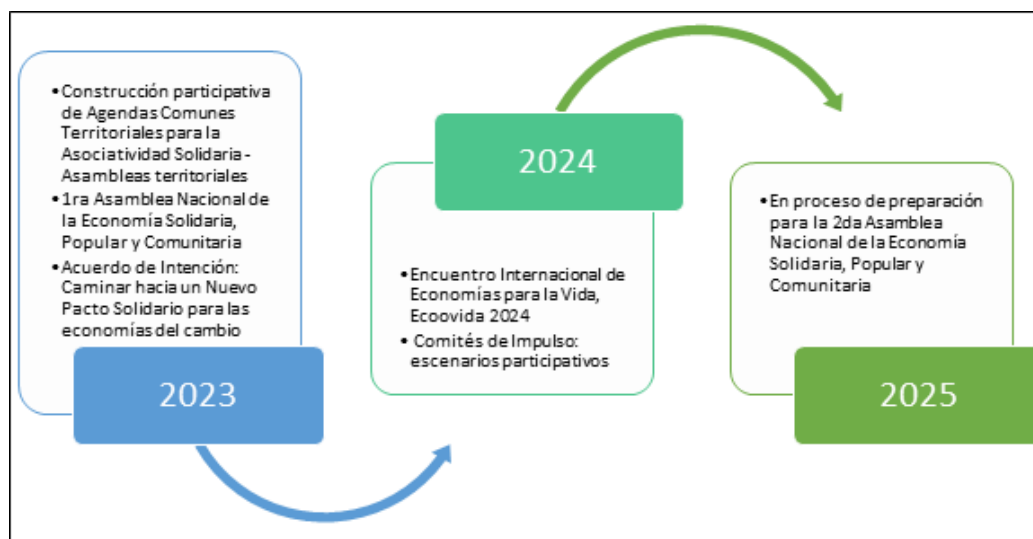 •Construcción participativa
de Agendas Comunes
Territoriales para la
Asociatividad Solidaria -
Asambleas territoriales
•1ra Asamblea Nacional de
la Economía Solidaria,
Popular y Comunitaria
•Acuerdo de Intención:
Caminar hacia un Nuevo
Pacto Solidario para las
economías del cambio
2023
2024
•Encuentro Internacional de
Economías para la Vida,
Ecoovida 2024
• Comités de Impulso:
escenarios participativos
•En proceso de preparación
para la 2da Asamblea
Nacional de la Economía
Solidaria, Popular y
Comunitaria
2025